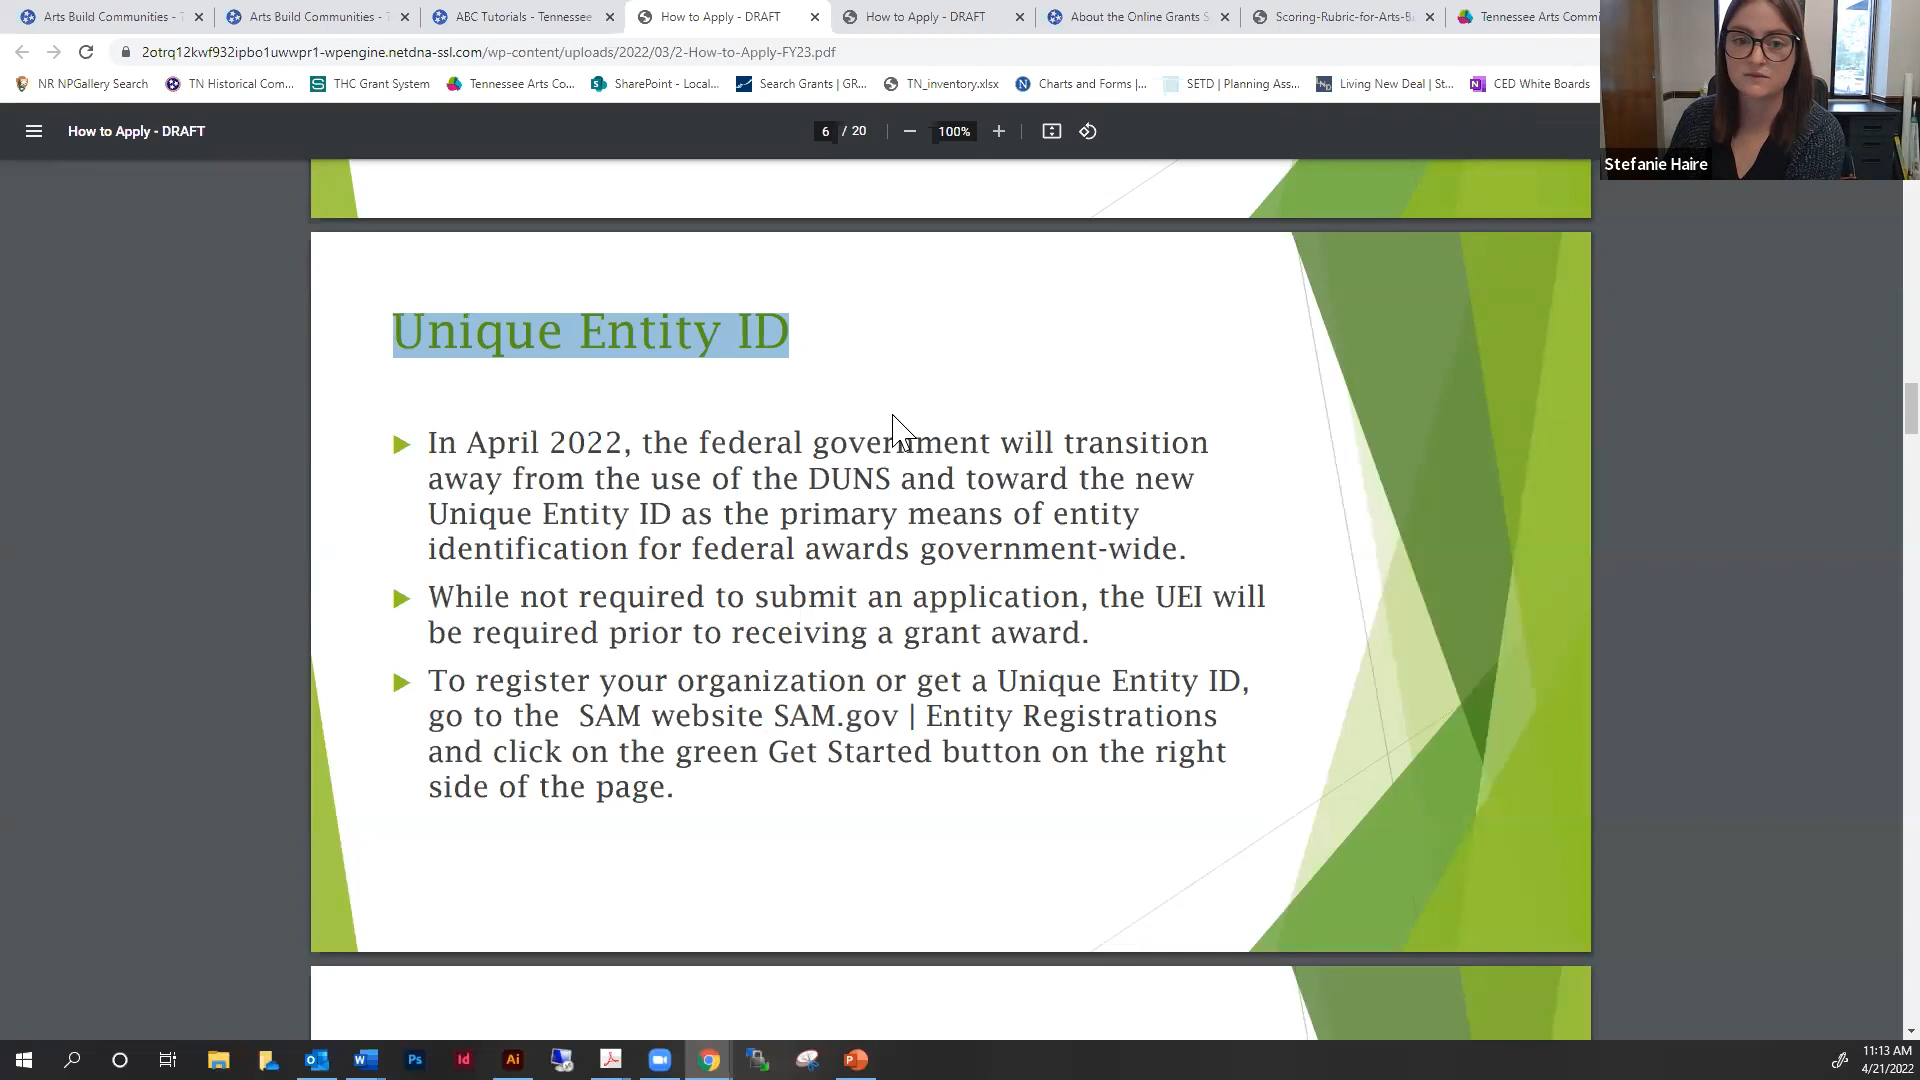 Arts Build Communities -
Arts Build Communities -
ABC Tutorials - Tennessee
How to Apply - DRAFT
How to Apply - DRAFT
About the Online Grants S
Scoring-Rubric-for-Arts-B
Tennessee Arts Commi
2otrq12kwf932ipbo1uwwpr1-wpengine.netdna-ssl.com/wp-content/uploads/2022/03/2-How-to-Apply-FY23.pdf
NR NPGallery Search
TN Historical Com...
THC Grant System
Tennessee Arts Co...
SharePoint - Local...
Search Grants | GR...
TN_inventory.xlsx
Charts and Forms |...
SETD | Planning Ass...
Living New Deal | St...
CED White Boards
Stefanie Haire
How to Apply - DRAFT
6 / 20
100%
Unique Entity ID
In April 2022, the federal government will transition
away from the use of the DUNS and toward the new
Unique Entity ID as the primary means of entity
identification for federal awards government-wide.
While not required to submit an application, the UEI will
be required prior to receiving a grant award.
To register your organization or get a Unique Entity ID,
go to the SAM website SAM.gov | Entity Registrations
and click on the green Get Started button on the right
side of the page.
11:13 AM
4/21/2022